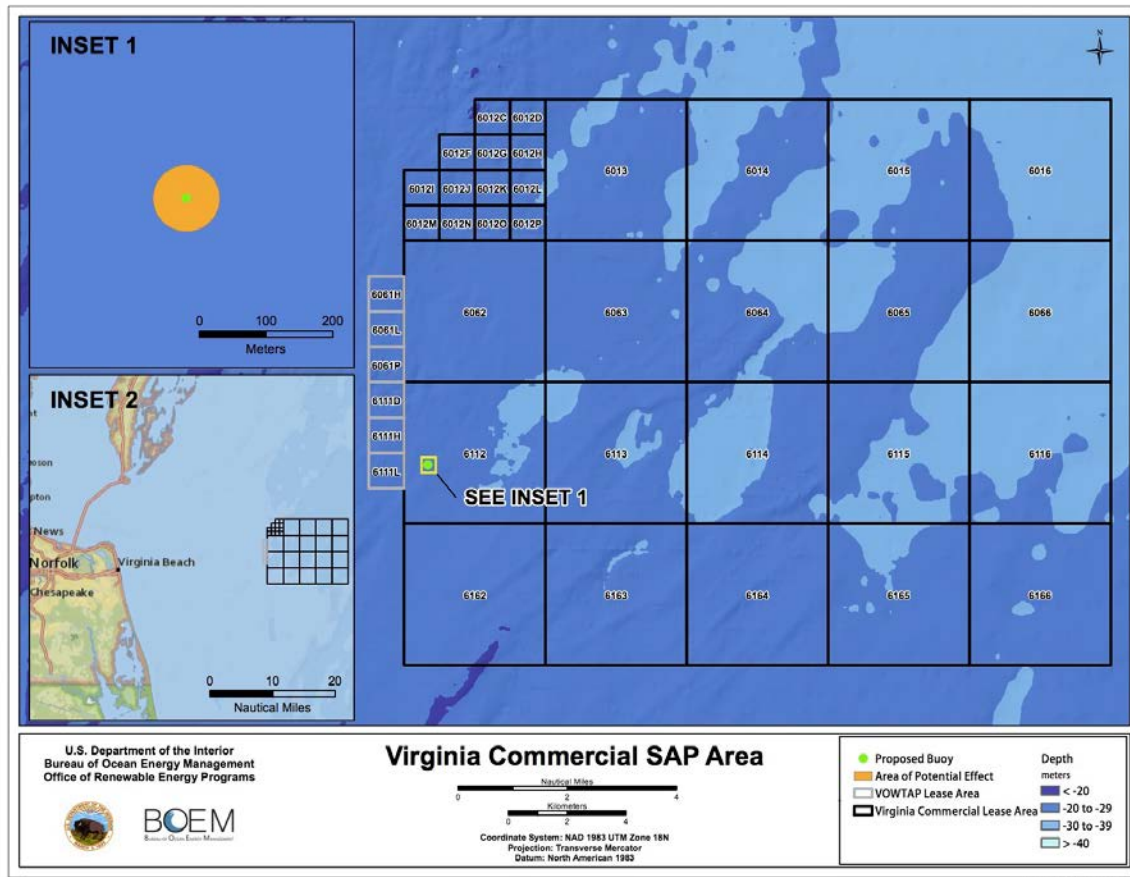 INSET 1
0 100 200
Meters
INSET 2
Norfolk
News
Virginia Beach
Chesapeake
0 10 20
Nautical Miles
N
6012C 6012D
6012F 6012G 6012H
6012I 6012J 6012K 6012L
6012M 6012N 6012O 6012P
6013 6014 6015 6016
6061H
6061L
6061P
6111D
6111H
6111L
6062 6063 6064 6065 6066
6112 6113 6114 6115 6116
SEE INSET 1
6162 6163 6164 6165 6166
U.S. Department of the Interior
Bureau of Ocean Energy Management
Office of Renewable Energy Programs
BOEM
Bureau of Ocean Energy Management
Virginia Commercial SAP Area
Nautical Miles
0 2 4
Kilometers
0 2 4
Coordinate System: NAD 1983 UTM Zone 18N
Projection: Transverse Mercator
Datum: North American 1983
Proposed Buoy
Area of Potential Effect
VOWTAP Lease Area
Virginia Commercial Lease Area
Depth
meters
< -20
-20 to -29
-30 to -39
> -40